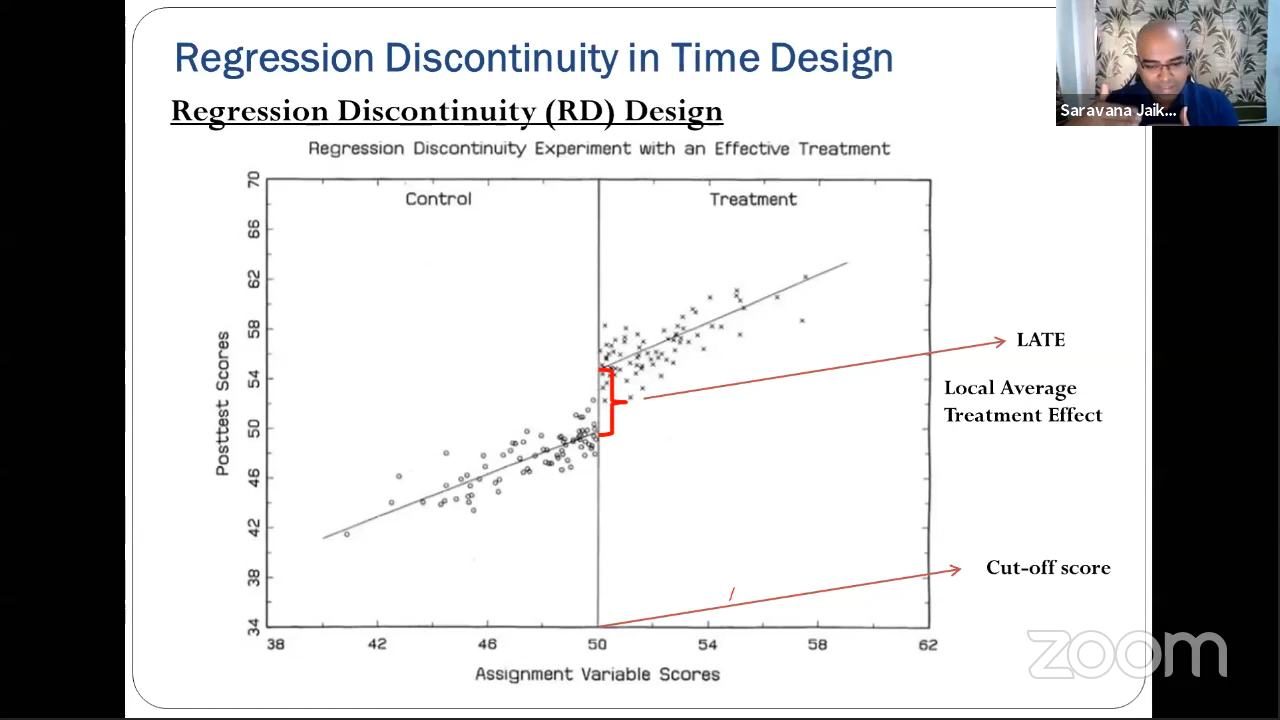 Regression Discontinuity in Time Design
Saravana Jaik...
Regression Discontinuity (RD) Design
Regression Discontinuity Experiment with an Effective Treatment
Control
Treatment
70
66
62
58
54
50
46
42
38
34
Posttest Scores
LATE
Local Average
Treatment Effect
Cut-off score
38 42 46 50 54 58 62
Assignment Variable Scores
zoom